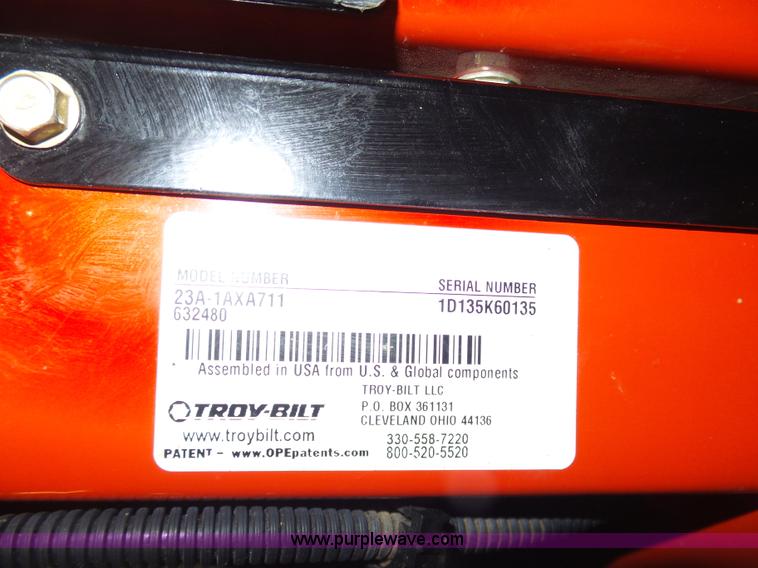 MODEL NUMBER SERIAL NUMBER
23A-1AXA711 1D135K60135
632480
Assembled in USA from U.S. & Global components
TROY-BILT LLC
TROY-BILT P.O. BOX 361131
CLEVELAND OHIO 44136
www.troybilt.com 330-558-7220
PATENT - www.OPEpatents.com 800-520-5520
www.purplewave.com